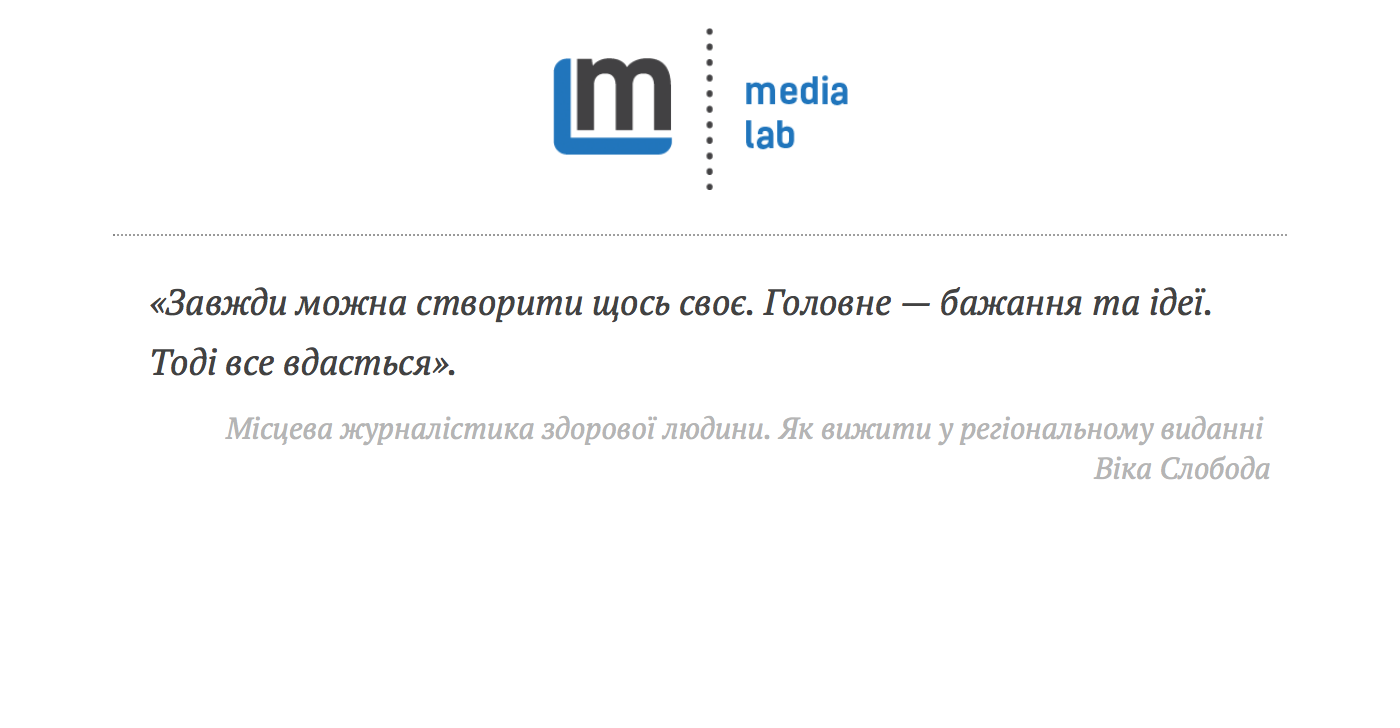 m
media
lab
«Завжди можна створити щось своє. Головне — бажання та ідеї.
Тоді все вдасться».
Місцева журналістика здорової людини. Як вижити у регіональному виданні
Віка Слобода